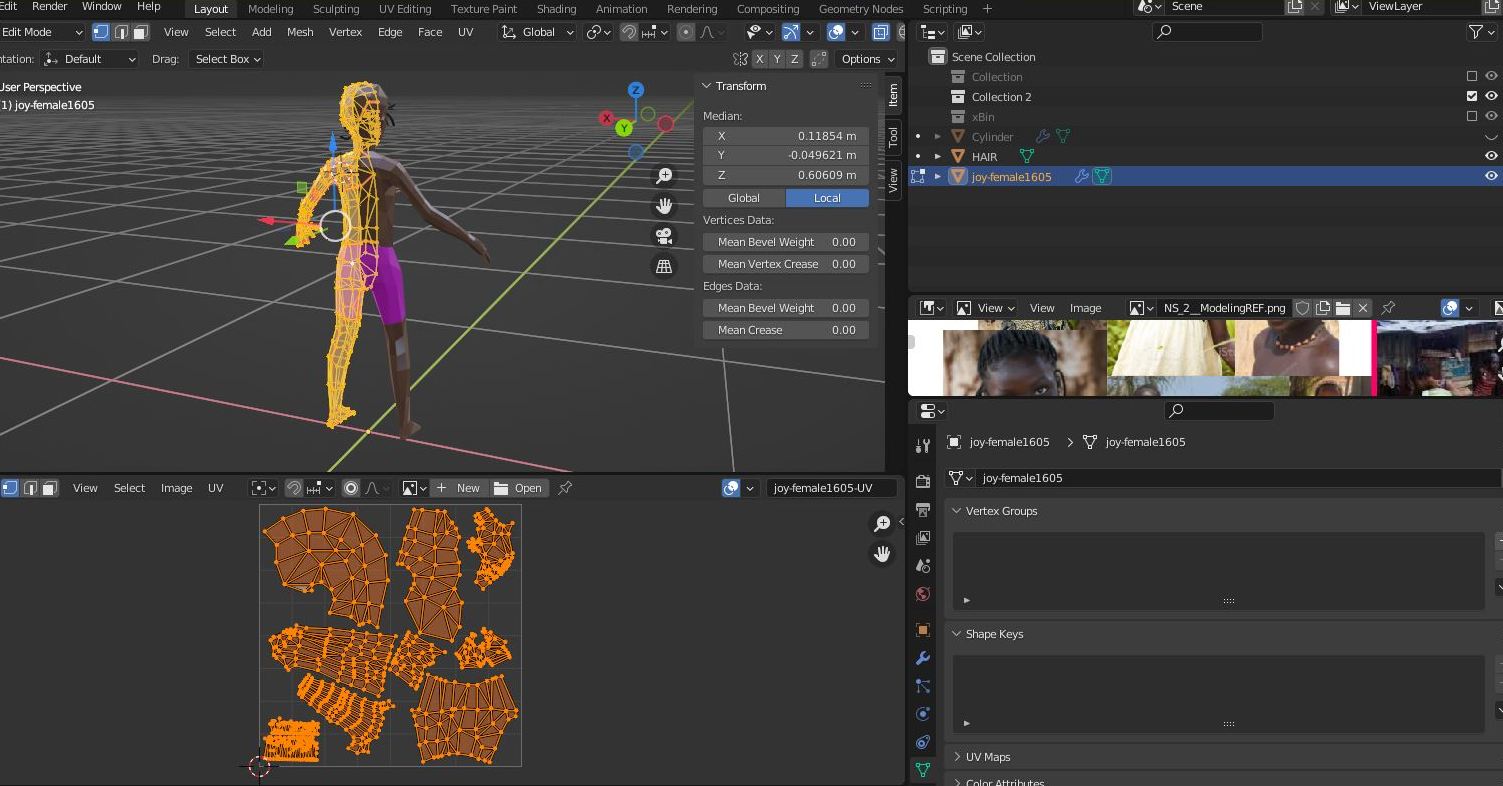 Edit Render Window Help Layout Modeling Sculpting UV Editing Texture Paint Shading Animation Rendering Compositing Geometry Nodes Scripting + Scene ViewLayer
Edit Mode View Select Add Mesh Vertex Edge Face UV Global
ntation: Default Drag: Select Box X Y Z Options
User Perspective
(1) joy-female1605
Z
X
Y
Transform
Median:
X 0.11854 m
Y -0.049621 m
Z 0.60609 m
Global Local
Vertices Data:
Mean Bevel Weight 0.00
Mean Vertex Crease 0.00
Edges Data:
Mean Bevel Weight 0.00
Mean Crease 0.00
Item
Tool
View
Scene Collection
Collection
Collection 2
xBin
Cylinder
HAIR
joy-female1605
View View Image NS_2__ModelingREF.png
joy-female1605 > joy-female1605
joy-female1605
Vertex Groups
Shape Keys
UV Maps
Color Attributes
View Select Image UV + New Open joy-female1605-UV